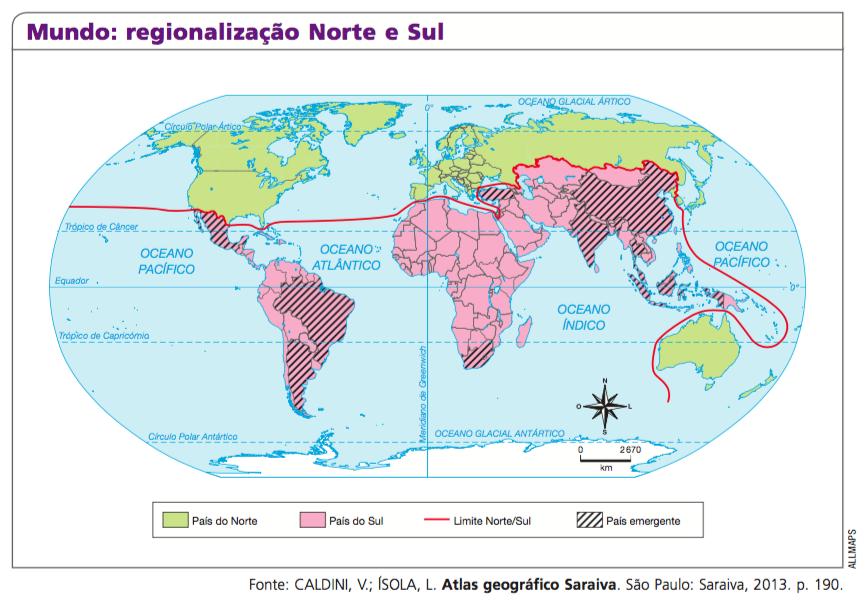 Mundo: regionalização Norte e Sul
0°
OCEANO GLACIAL ÁRTICO
Círculo Polar Ártico
Trópico de Câncer
OCEANO
PACÍFICO
OCEANO
ATLÂNTICO
OCEANO
PACÍFICO
Equador
0°
OCEANO
ÍNDICO
Trópico de Capricórnio
Meridiano de Greenwich
N
O
L
S
Círculo Polar Antártico
OCEANO GLACIAL ANTÁRTICO
0 2670
km
País do Norte
País do Sul
Limite Norte/Sul
País emergente
ALLMAPS
Fonte: CALDINI, V.; ÍSOLA, L. Atlas geográfico Saraiva. São Paulo: Saraiva, 2013. p. 190.